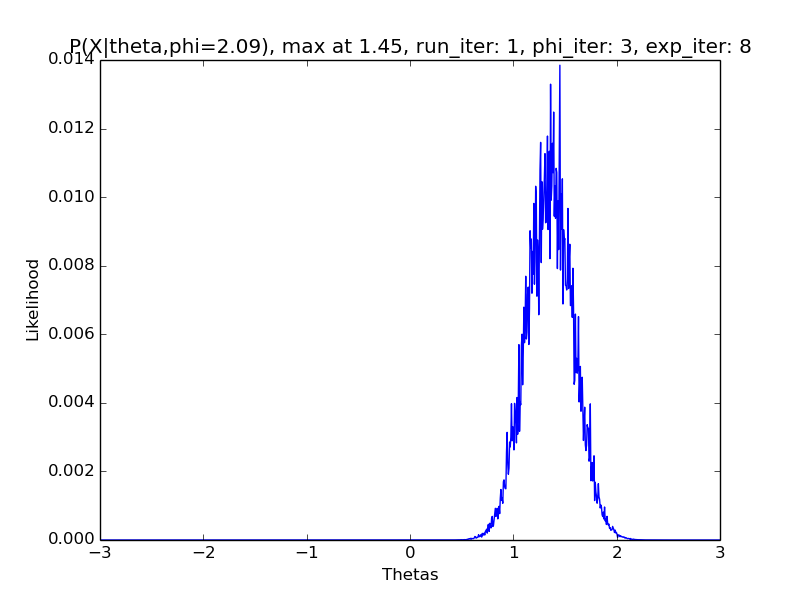 P(X|theta,phi=2.09), max at 1.45, run_iter: 1, phi_iter: 3, exp_iter: 8
0.014
0.012
0.010
0.008
0.006
0.004
0.002
0.000
Likelihood
−3 −2 −1 0 1 2 3
Thetas